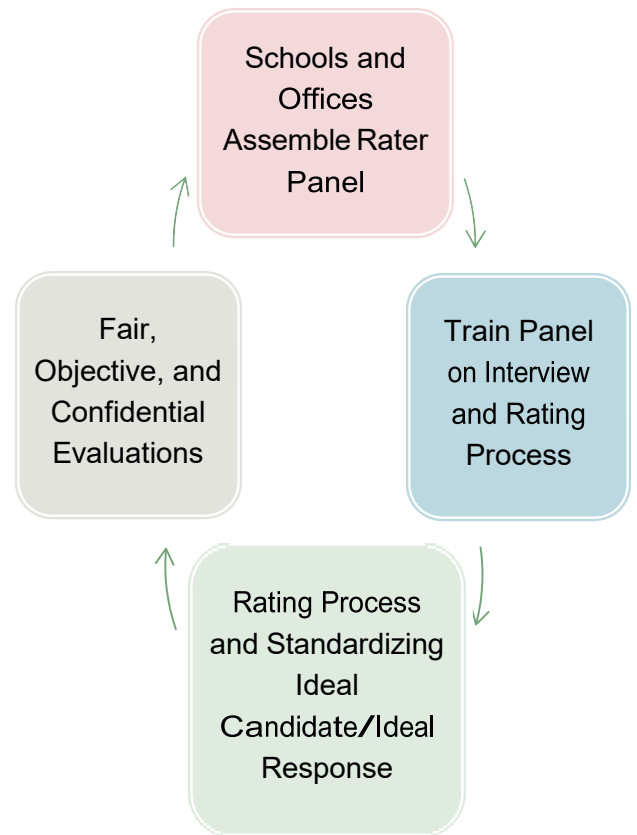 Schools and
Offices
Assemble Rater
Panel
Train Panel
on Interview
and Rating
Process
Rating Process
and Standardizing
Ideal
Candidate/Ideal
Response
Fair,
Objective, and
Confidential
Evaluations